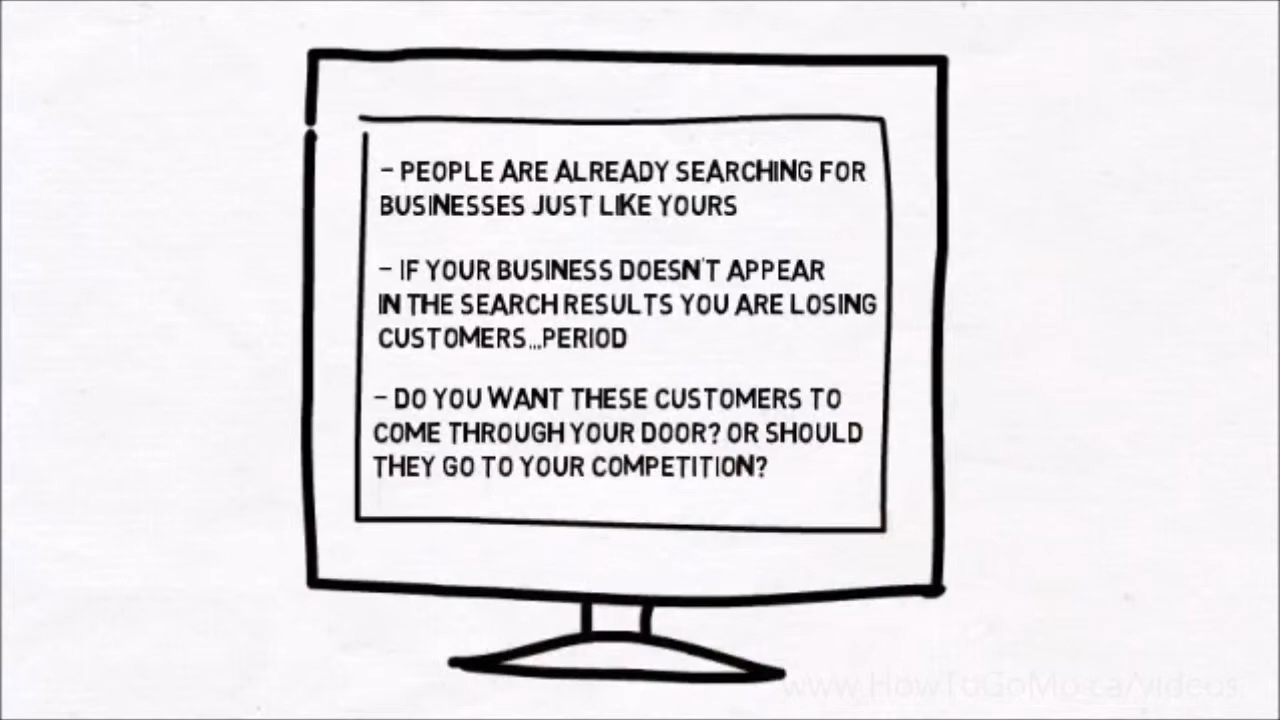 - PEOPLE ARE ALREADY SEARCHING FOR
BUSINESSES JUST LIKE YOURS
- IF YOUR BUSINESS DOESN'T APPEAR
IN THE SEARCH RESULTS YOU ARE LOSING
CUSTOMERS...PERIOD
- DO YOU WANT THESE CUSTOMERS TO
COME THROUGH YOUR DOOR? OR SHOULD
THEY GO TO YOUR COMPETITION?
www.HowToGoMo.ca/videos